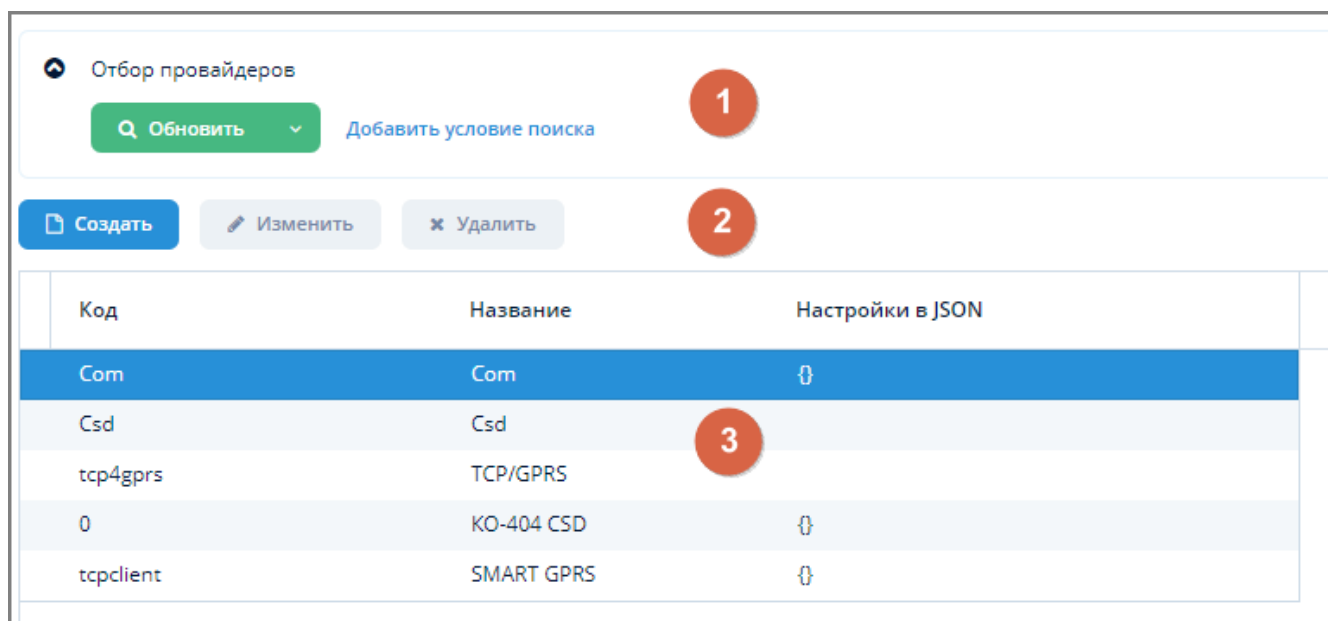 Отбор провайдеров
Обновить Добавить условие поиска
1
Создать Изменить Удалить
2
Код Название Настройки в JSON
Com Com {}
Csd Csd
3
tcp4gprs TCP/GPRS
0 КО-404 CSD {}
tcpclient SMART GPRS {}